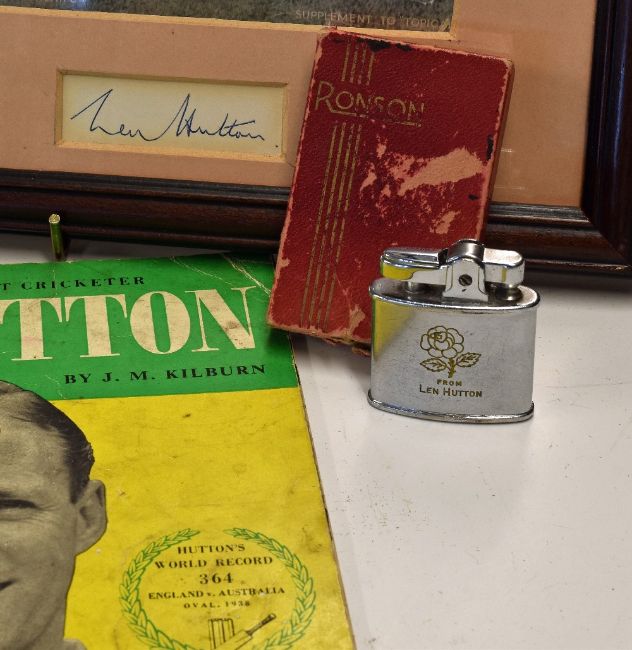 SUPPLEMENT TO "TOPICAL
Len Hutton.
RONSON
T CRICKETER
TTON
BY J. M. KILBURN
FROM
LEN HUTTON
HUTTON'S
WORLD RECORD
364
ENGLAND v. AUSTRALIA
OVAL, 1938